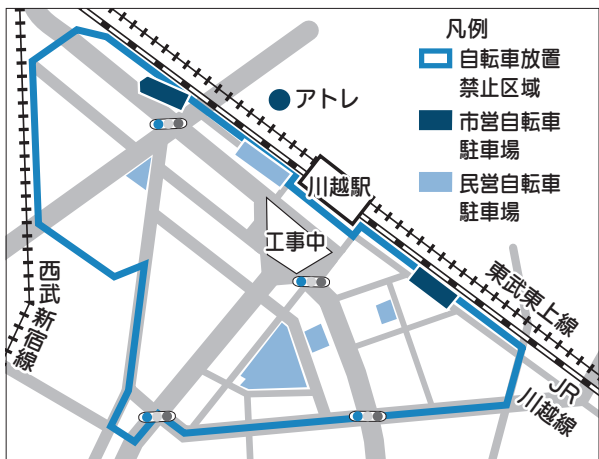 凡例
自転車放置
禁止区域
市営自転車
駐車場
民営自転車
駐車場
アトレ
川越駅
工事中
西武新宿線
東武東上線
JR
川越線